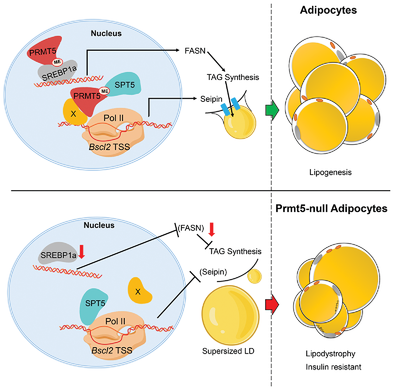 Nucleus
Adipocytes
PRMT5
ME
SREBP1a
FASN
SPT5
TAG Synthesis
PRMT5
ME
X
Seipin
Pol II
Bscl2 TSS
Lipogenesis
Nucleus
Prmt5-null Adipocytes
SREBP1a
(FASN)
TAG Synthesis
X
(Seipin)
SPT5
Pol II
Bscl2 TSS
Supersized LD
Lipodystrophy
Insulin resistant